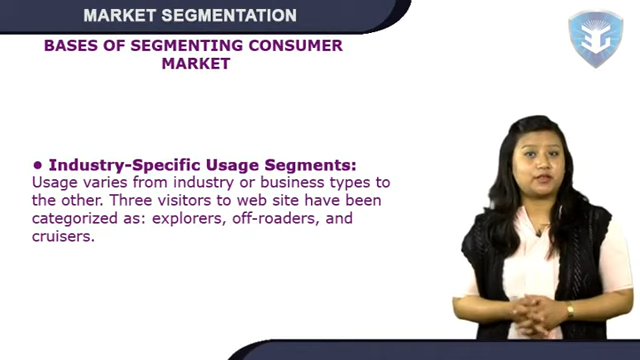 MARKET SEGMENTATION
BASES OF SEGMENTING CONSUMER
MARKET
• Industry-Specific Usage Segments:
Usage varies from industry or business types to
the other. Three visitors to web site have been
categorized as: explorers, off-roaders, and
cruisers.